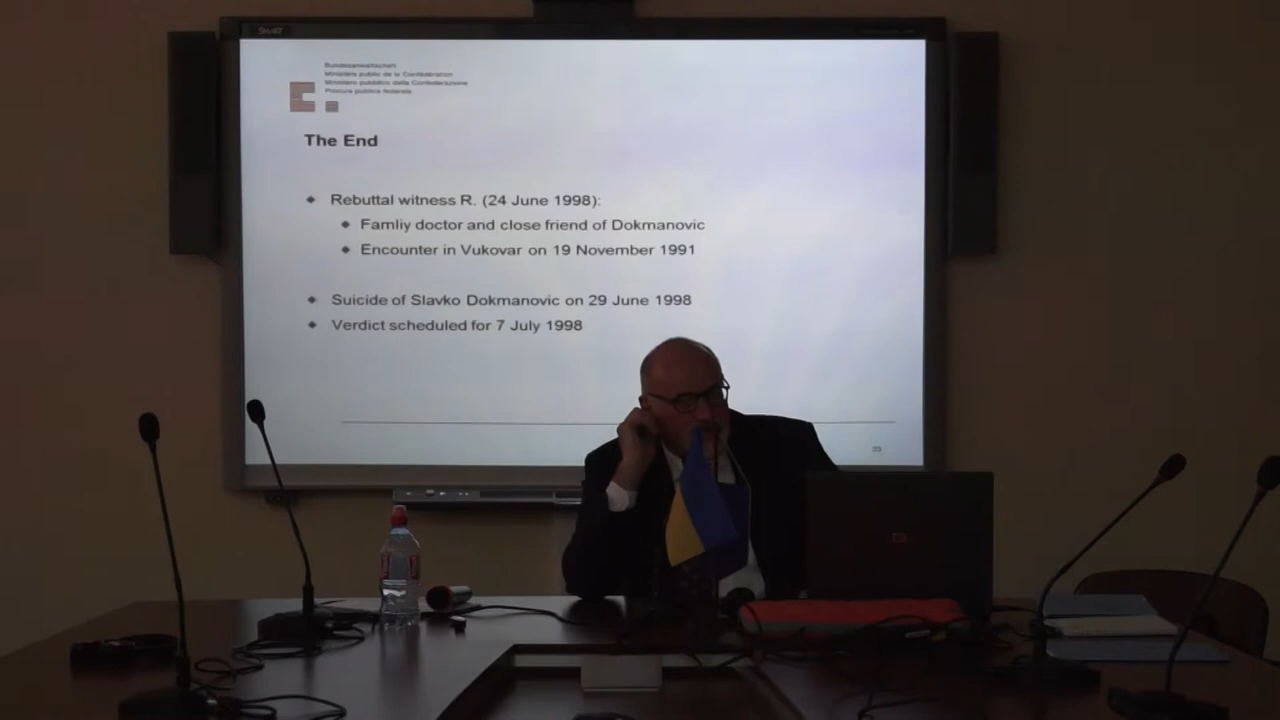 SMART
Bundesanwaltschaft
Ministère public de la Confédération
Ministero pubblico della Confederazione
Procura publica federala
The End
Rebuttal witness R. (24 June 1998):
Famliy doctor and close friend of Dokmanovic
Encounter in Vukovar on 19 November 1991
Suicide of Slavko Dokmanovic on 29 June 1998
Verdict scheduled for 7 July 1998
hp